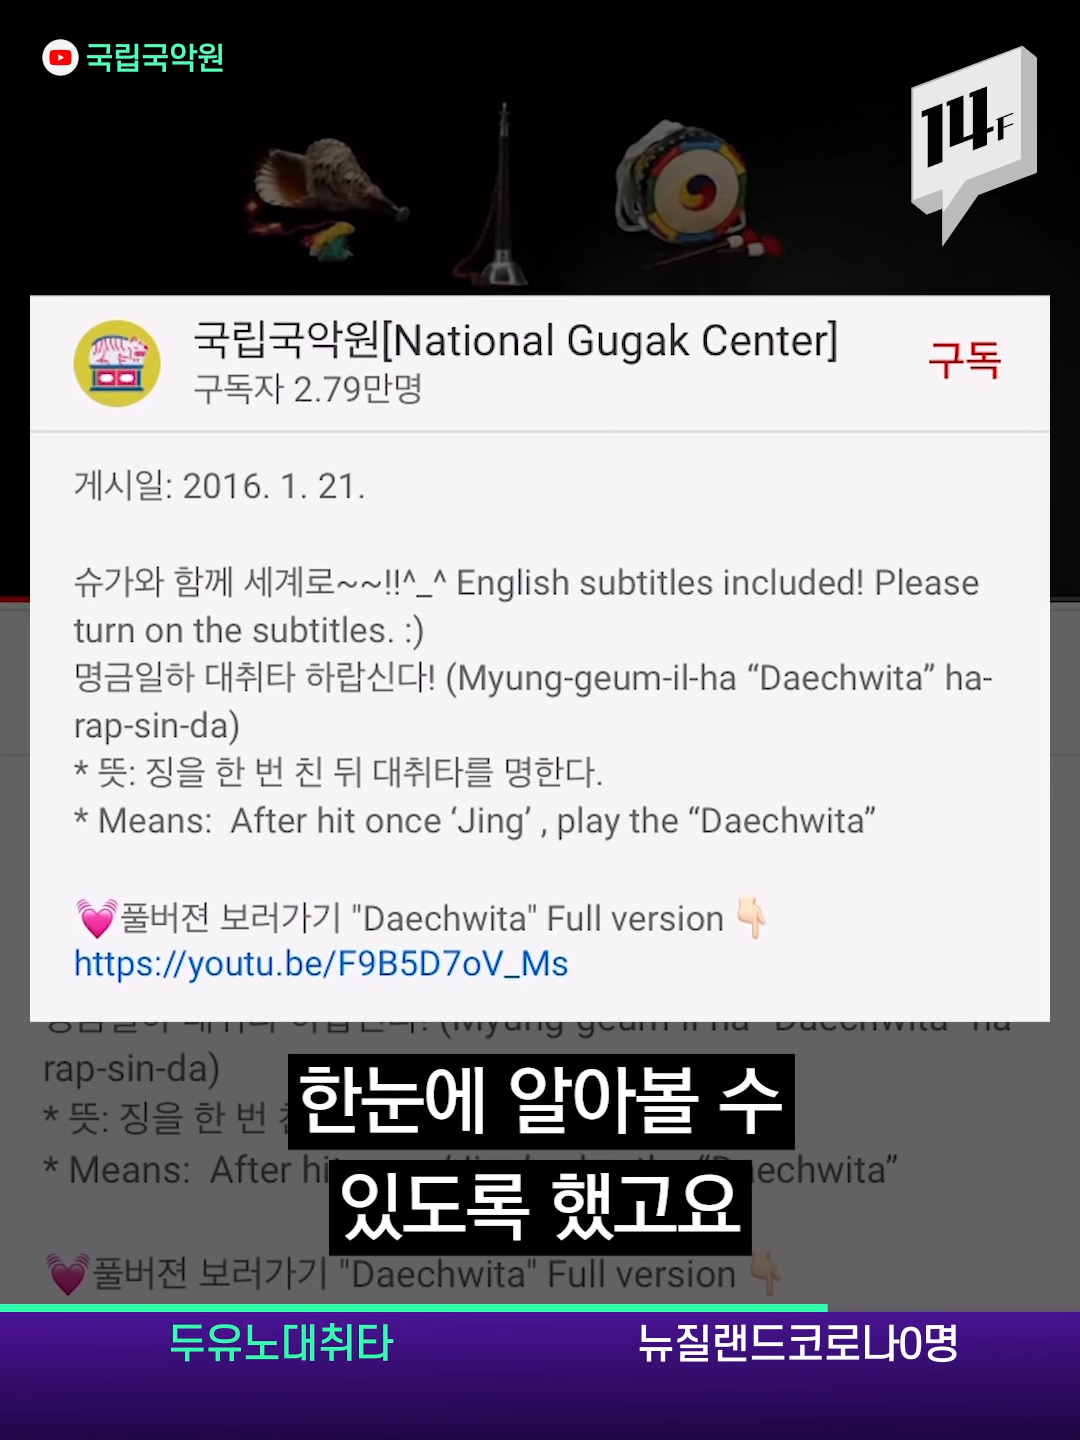 국립국악원
14F
국립국악원[National Gugak Center]
구독자 2.79만명
구독
게시일: 2016. 1. 21.
슈가와 함께 세계로~~!!^_^ English subtitles included! Please
turn on the subtitles. :)
명금일하 대취타 하랍신다! (Myung-geum-il-ha “Daechwita” ha-
rap-sin-da)
* 뜻: 징을 한 번 친 뒤 대취타를 명한다.
* Means:  After hit once ‘Jing’ , play the “Daechwita”
💓풀버젼 보러가기 "Daechwita" Full version 👇🏻
https://youtu.be/F9B5D7oV_Ms
rap-sin-da)
* 뜻: 징을 한 번 친
* Means:  After hit
aechwita”
💓풀버젼 보러가기 "Daechwita" Full version 👇🏻
한눈에 알아볼 수
있도록 했고요
두유노대취타
뉴질랜드코로나0명